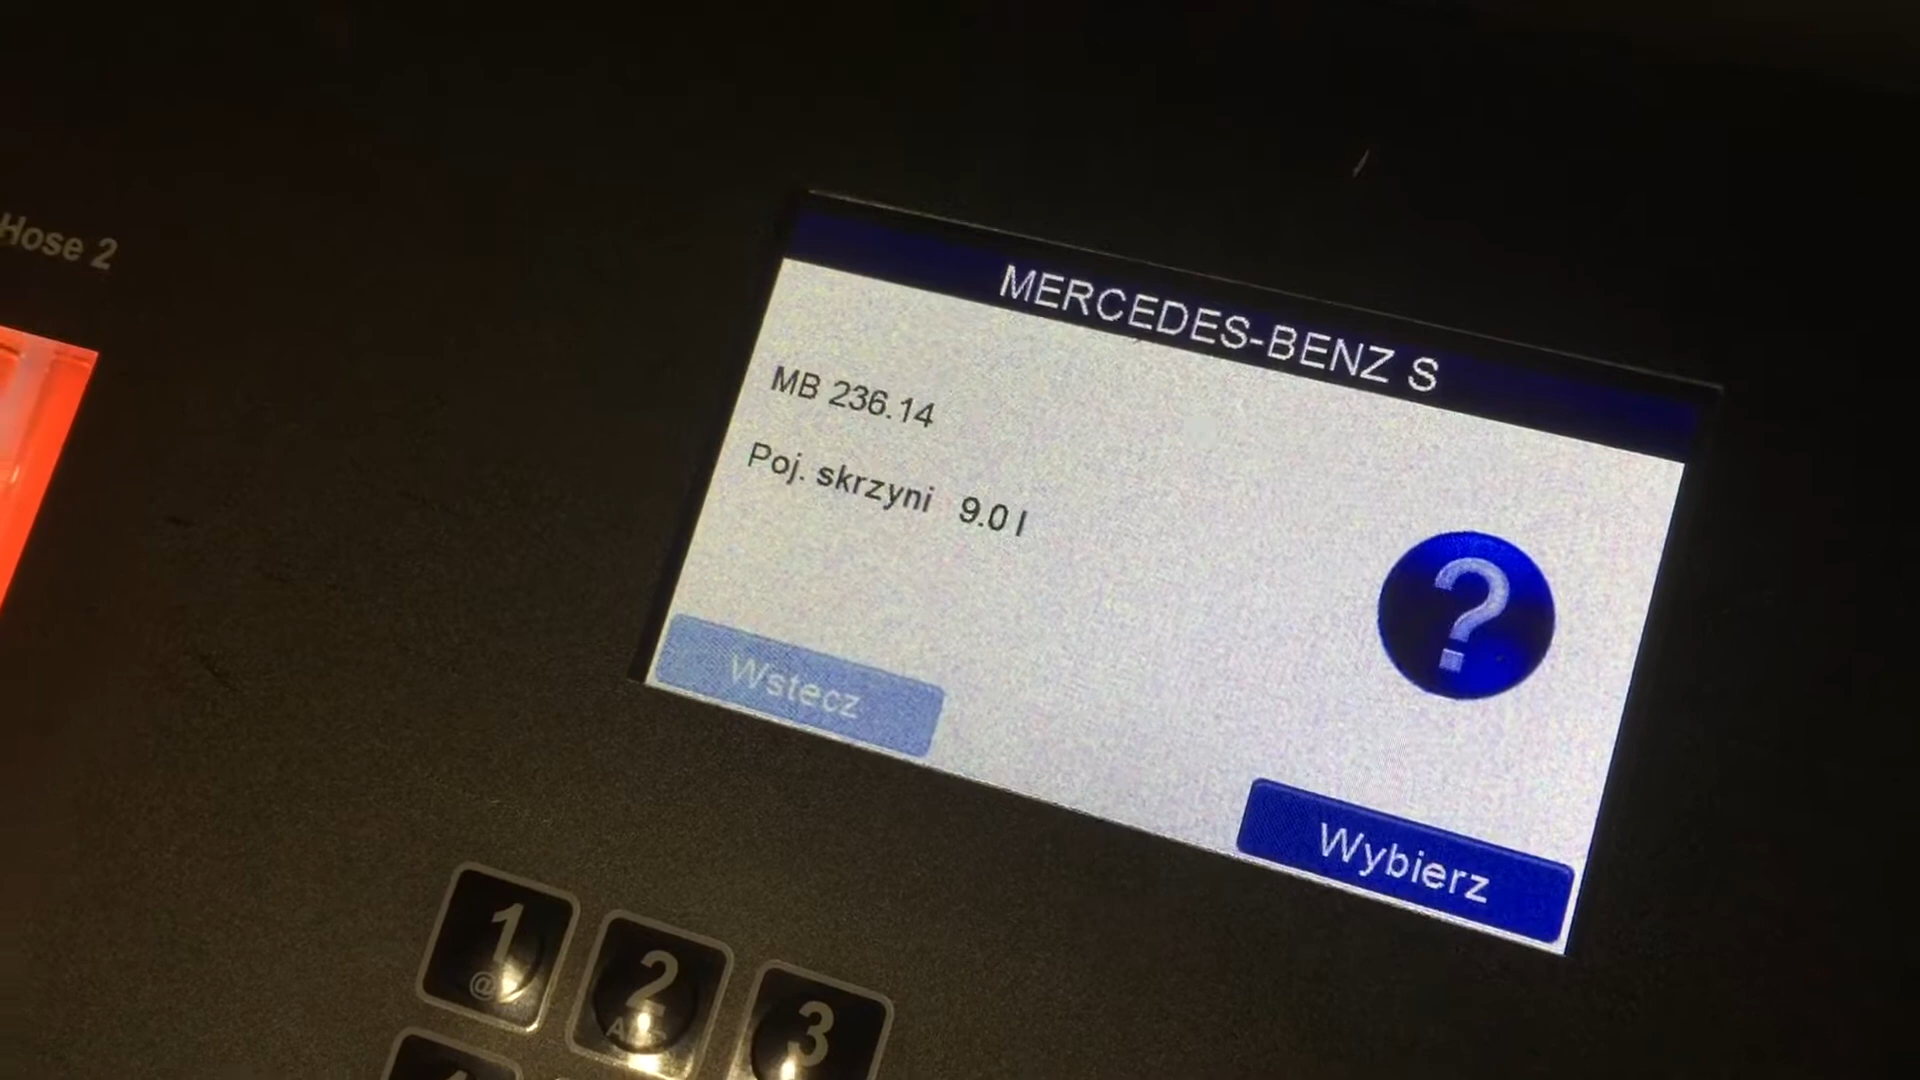 Hose 2
MERCEDES-BENZ S
MB 236.14
Poj. skrzyni 9.0 l
?
Wstecz
Wybierz
1
@
2
3